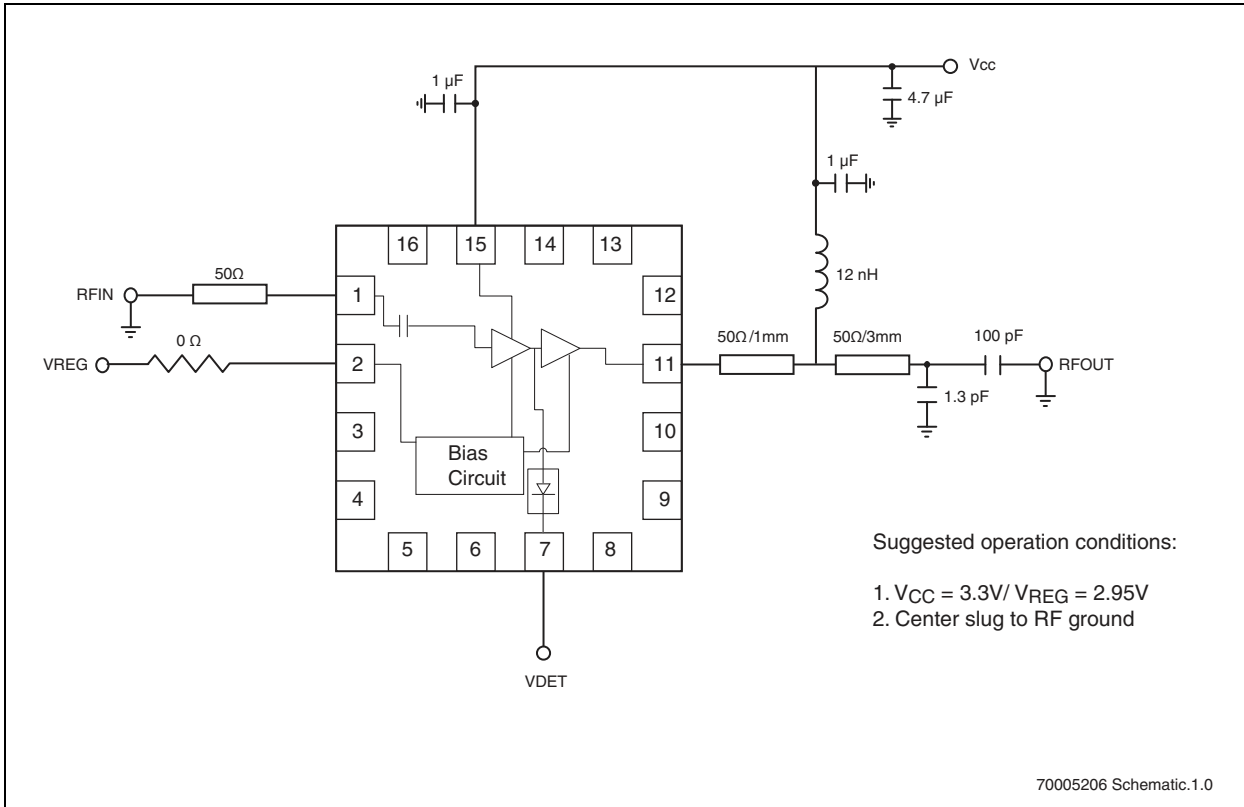 1 µF
Vcc
4.7 µF
1 µF
16
15
14
13
12 nH
50Ω
RFIN
1
12
0 Ω
VREG
2
11
50Ω/1mm
50Ω/3mm
100 pF
RFOUT
1.3 pF
3
10
Bias
Circuit
4
9
5
6
7
8
VDET
Suggested operation conditions:
1. VCC = 3.3V/ VREG = 2.95V
2. Center slug to RF ground
70005206 Schematic.1.0